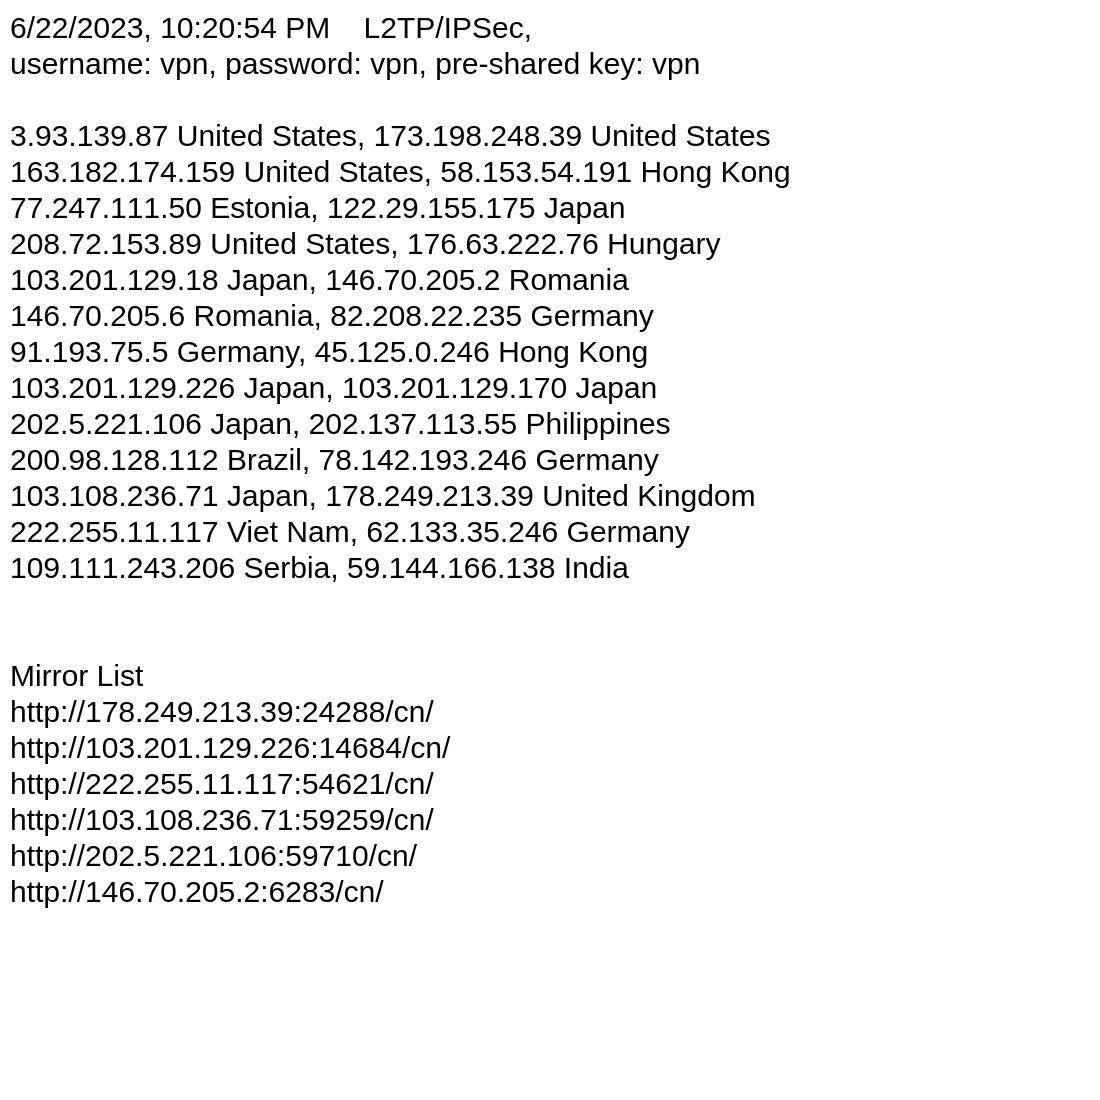 6/22/2023, 10:20:54 PM    L2TP/IPSec,
username: vpn, password: vpn, pre-shared key: vpn
3.93.139.87 United States, 173.198.248.39 United States
163.182.174.159 United States, 58.153.54.191 Hong Kong
77.247.111.50 Estonia, 122.29.155.175 Japan
208.72.153.89 United States, 176.63.222.76 Hungary
103.201.129.18 Japan, 146.70.205.2 Romania
146.70.205.6 Romania, 82.208.22.235 Germany
91.193.75.5 Germany, 45.125.0.246 Hong Kong
103.201.129.226 Japan, 103.201.129.170 Japan
202.5.221.106 Japan, 202.137.113.55 Philippines
200.98.128.112 Brazil, 78.142.193.246 Germany
103.108.236.71 Japan, 178.249.213.39 United Kingdom
222.255.11.117 Viet Nam, 62.133.35.246 Germany
109.111.243.206 Serbia, 59.144.166.138 India
Mirror List
http://178.249.213.39:24288/cn/
http://103.201.129.226:14684/cn/
http://222.255.11.117:54621/cn/
http://103.108.236.71:59259/cn/
http://202.5.221.106:59710/cn/
http://146.70.205.2:6283/cn/